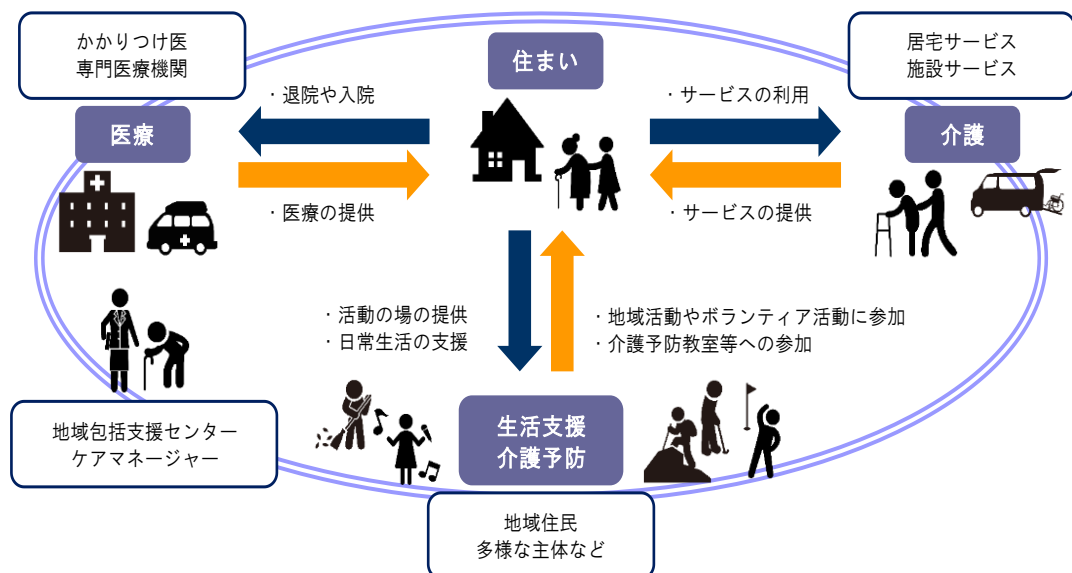 かかりつけ医
専門医療機関
住まい
居宅サービス
施設サービス
・退院や入院
・サービスの利用
医療
介護
・医療の提供
・サービスの提供
・活動の場の提供
・日常生活の支援
・地域活動やボランティア活動に参加
・介護予防教室等への参加
地域包括支援センター
ケアマネージャー
生活支援
介護予防
地域住民
多様な主体など